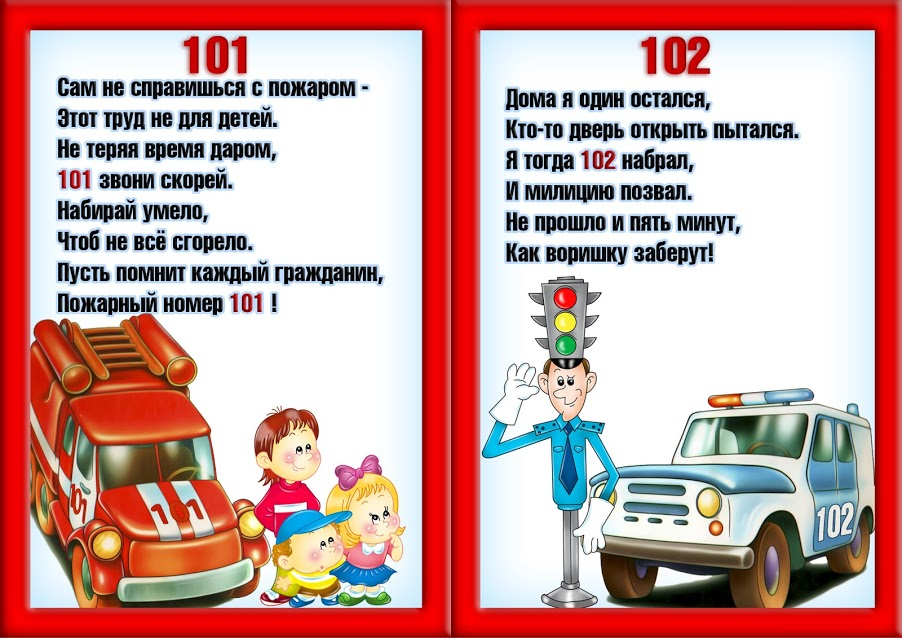 101
Сам не справишься с пожаром -
Этот труд не для детей.
Не теряя время даром,
101 звони скорей.
Набирай умело,
Чтоб не всё сгорело.
Пусть помнит каждый гражданин,
Пожарный номер 101 !
101
101
102
Дома я один остался,
Кто-то дверь открыть пытался.
Я тогда 102 набрал,
И милицию позвал.
Не прошло и пять минут,
Как воришку заберут!
102